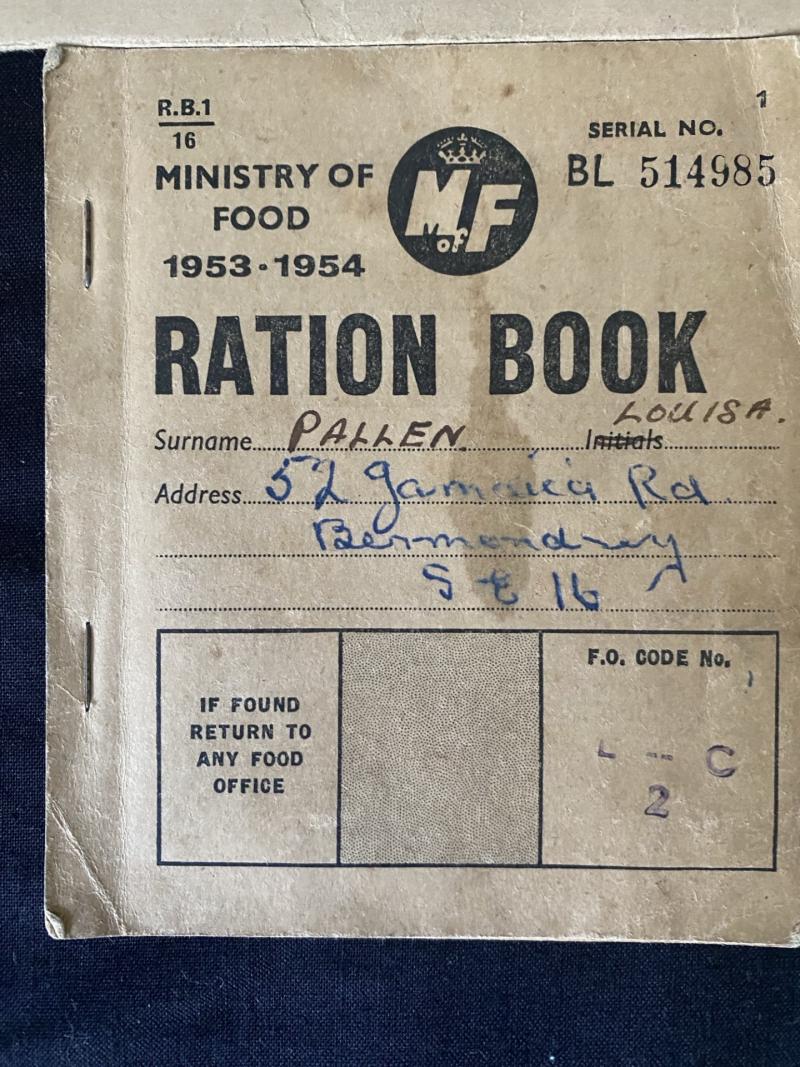 1
R.B.1
16
SERIAL NO.
BL 514985
MINISTRY OF
FOOD
1953·1954
M of F
RATION BOOK
Surname PALLEN. Initials LOUISA.
Address 52 Jamaica Rd.
Bermondsey
S E 16
IF FOUND
RETURN TO
ANY FOOD
OFFICE
F.O. CODE No.
C
2